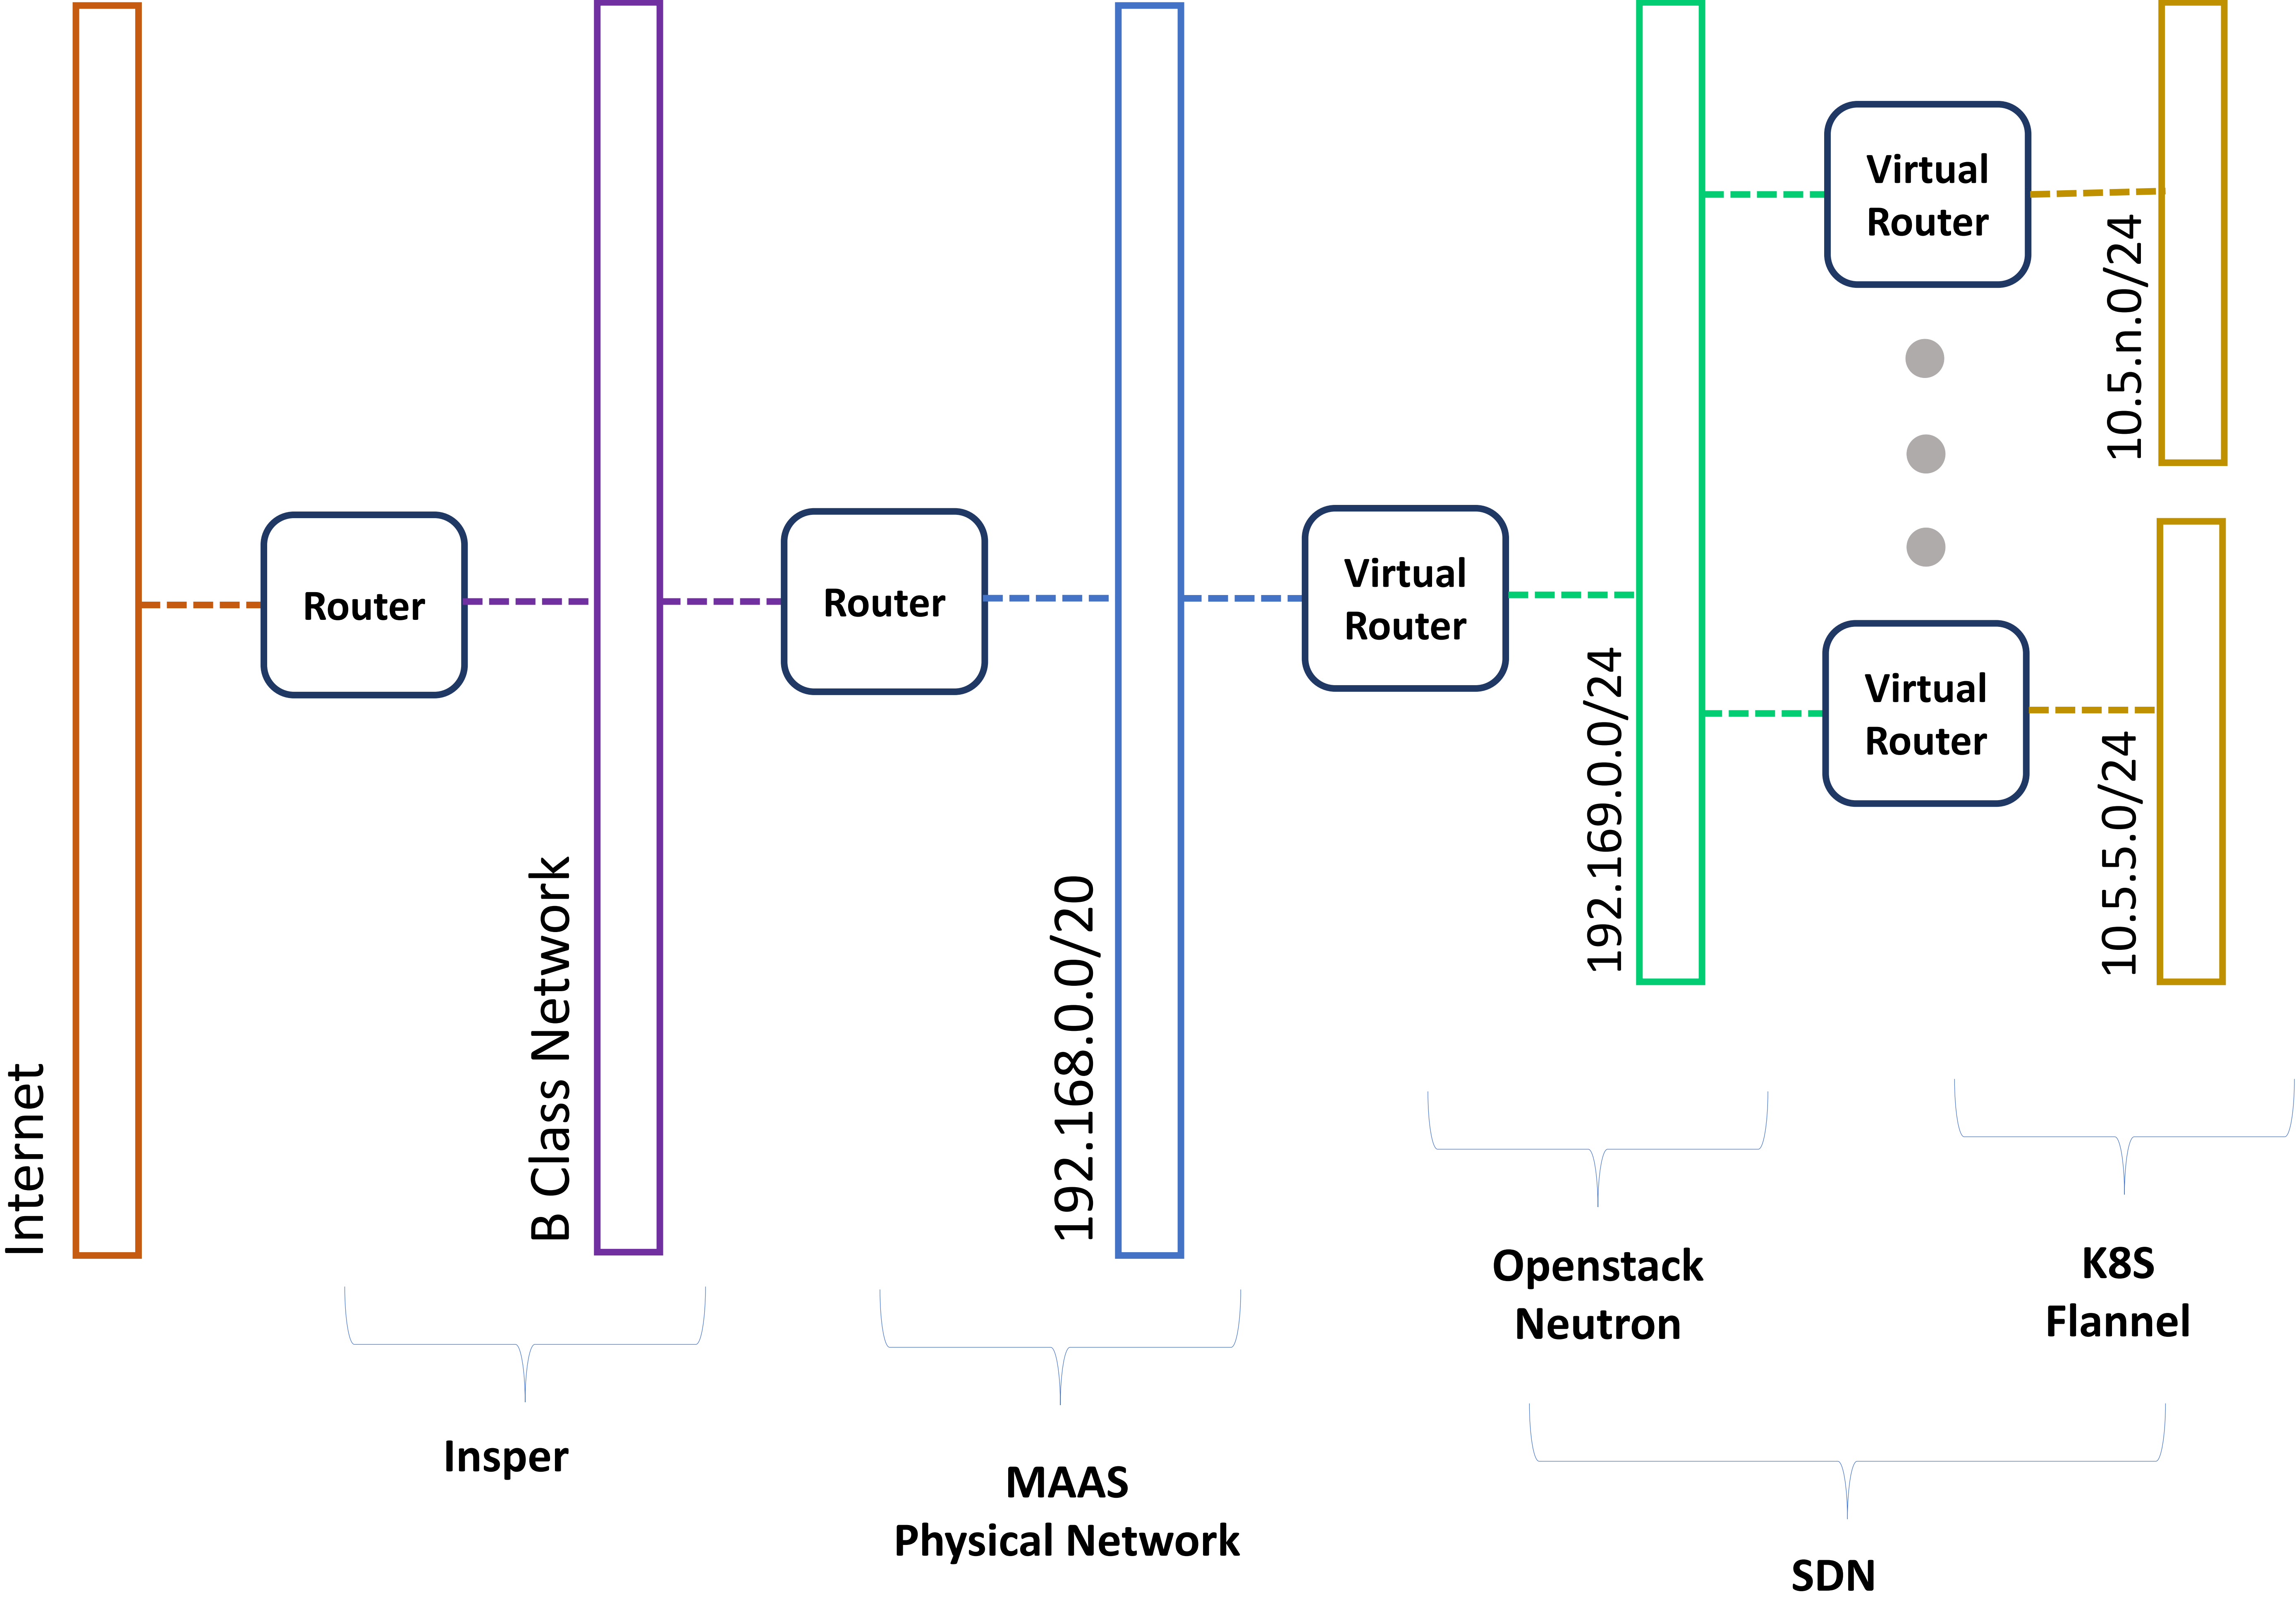 Internet
Router
B Class Network
Router
192.168.0.0/20
Virtual
Router
192.169.0.0/24
Virtual
Router
10.5.n.0/24
Virtual
Router
10.5.5.0/24
Insper
MAAS
Physical Network
Openstack
Neutron
K8S
Flannel
SDN